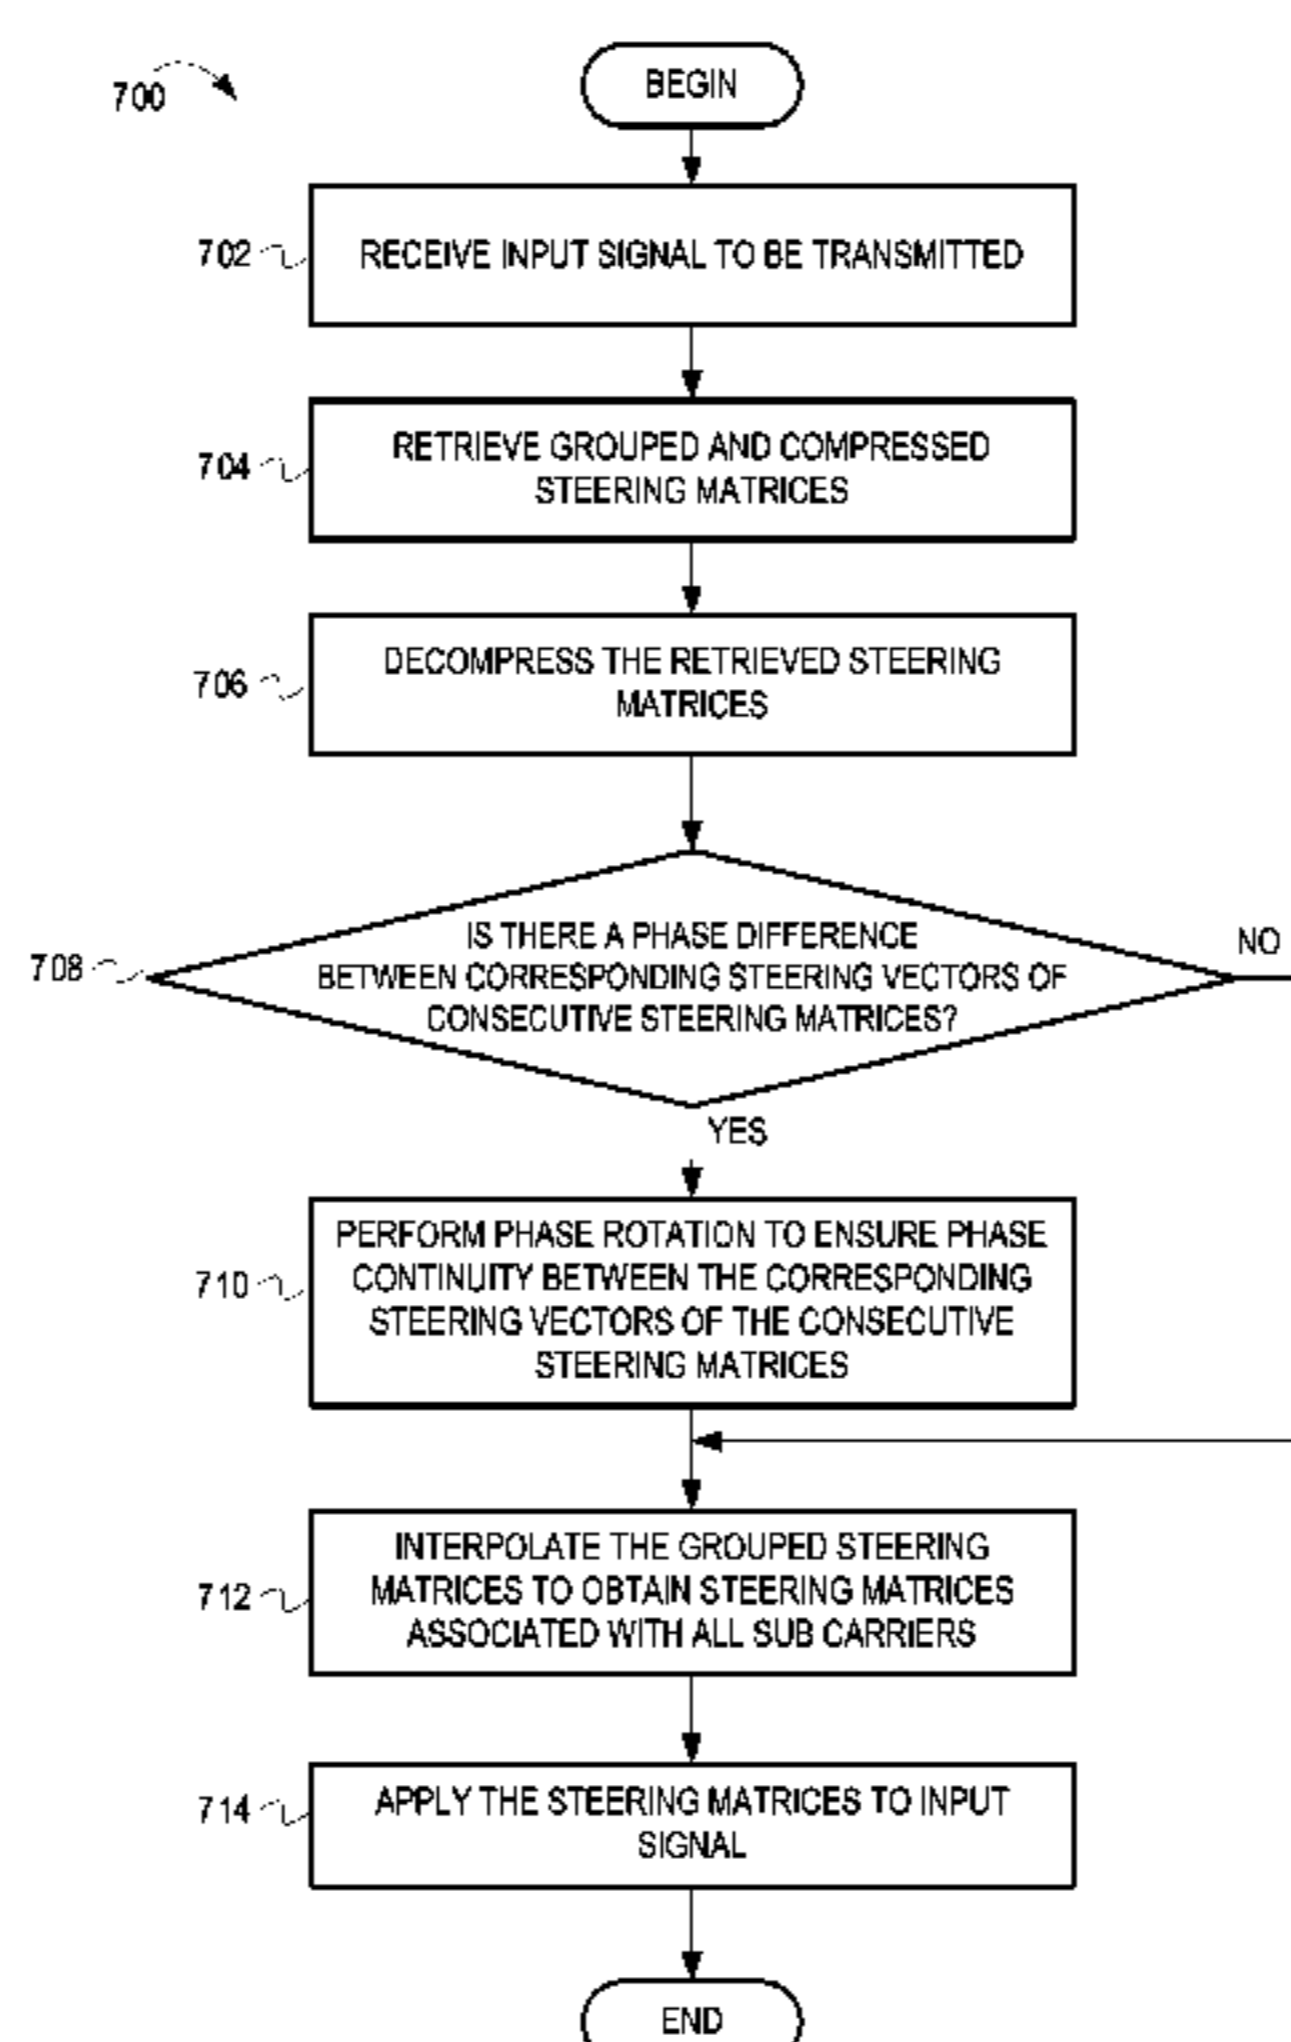 700
BEGIN
702
RECEIVE INPUT SIGNAL TO BE TRANSMITTED
704
RETRIEVE GROUPED AND COMPRESSED
STEERING MATRICES
706
DECOMPRESS THE RETRIEVED STEERING
MATRICES
708
IS THERE A PHASE DIFFERENCE
BETWEEN CORRESPONDING STEERING VECTORS OF
CONSECUTIVE STEERING MATRICES?
NO
YES
710
PERFORM PHASE ROTATION TO ENSURE PHASE
CONTINUITY BETWEEN THE CORRESPONDING
STEERING VECTORS OF THE CONSECUTIVE
STEERING MATRICES
712
INTERPOLATE THE GROUPED STEERING
MATRICES TO OBTAIN STEERING MATRICES
ASSOCIATED WITH ALL SUB CARRIERS
714
APPLY THE STEERING MATRICES TO INPUT
SIGNAL
END